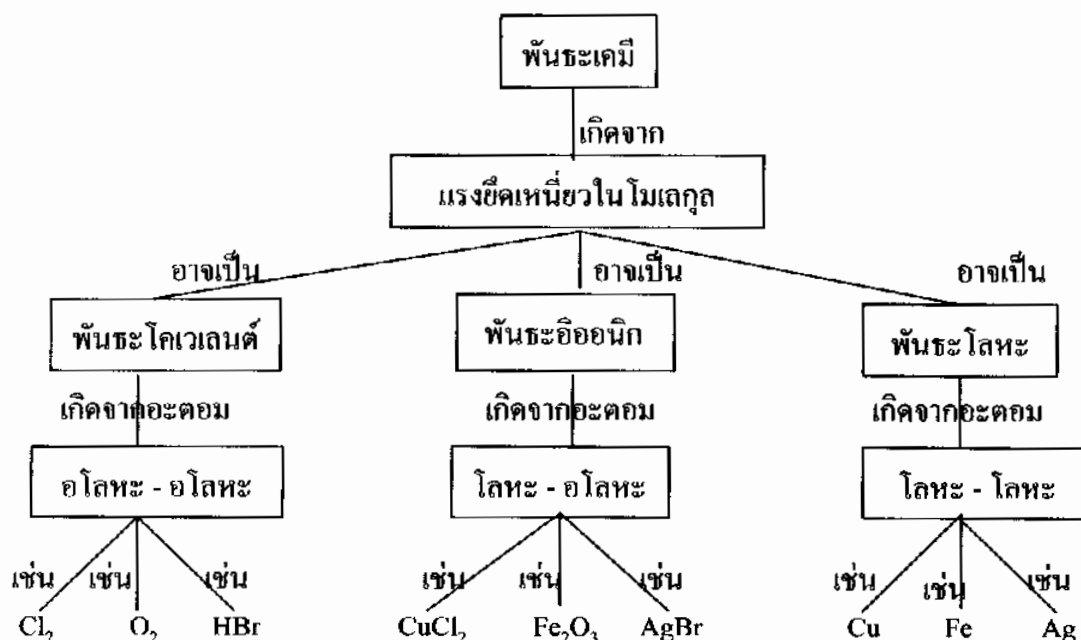 พันธะเคมี
เกิดจาก
แรงยึดเหนี่ยวในโมเลกุล
อาจเป็น อาจเป็น อาจเป็น
พันธะโคเวเลนต์ พันธะอิออนิก พันธะโลหะ
เกิดจากอะตอม เกิดจากอะตอม เกิดจากอะตอม
อโลหะ - อโลหะ โลหะ - อโลหะ โลหะ - โลหะ
เช่น เช่น เช่น เช่น เช่น เช่น เช่น เช่น เช่น
Cl₂ O₂ HBr CuCl₂ Fe₂O₃ AgBr Cu Fe Ag